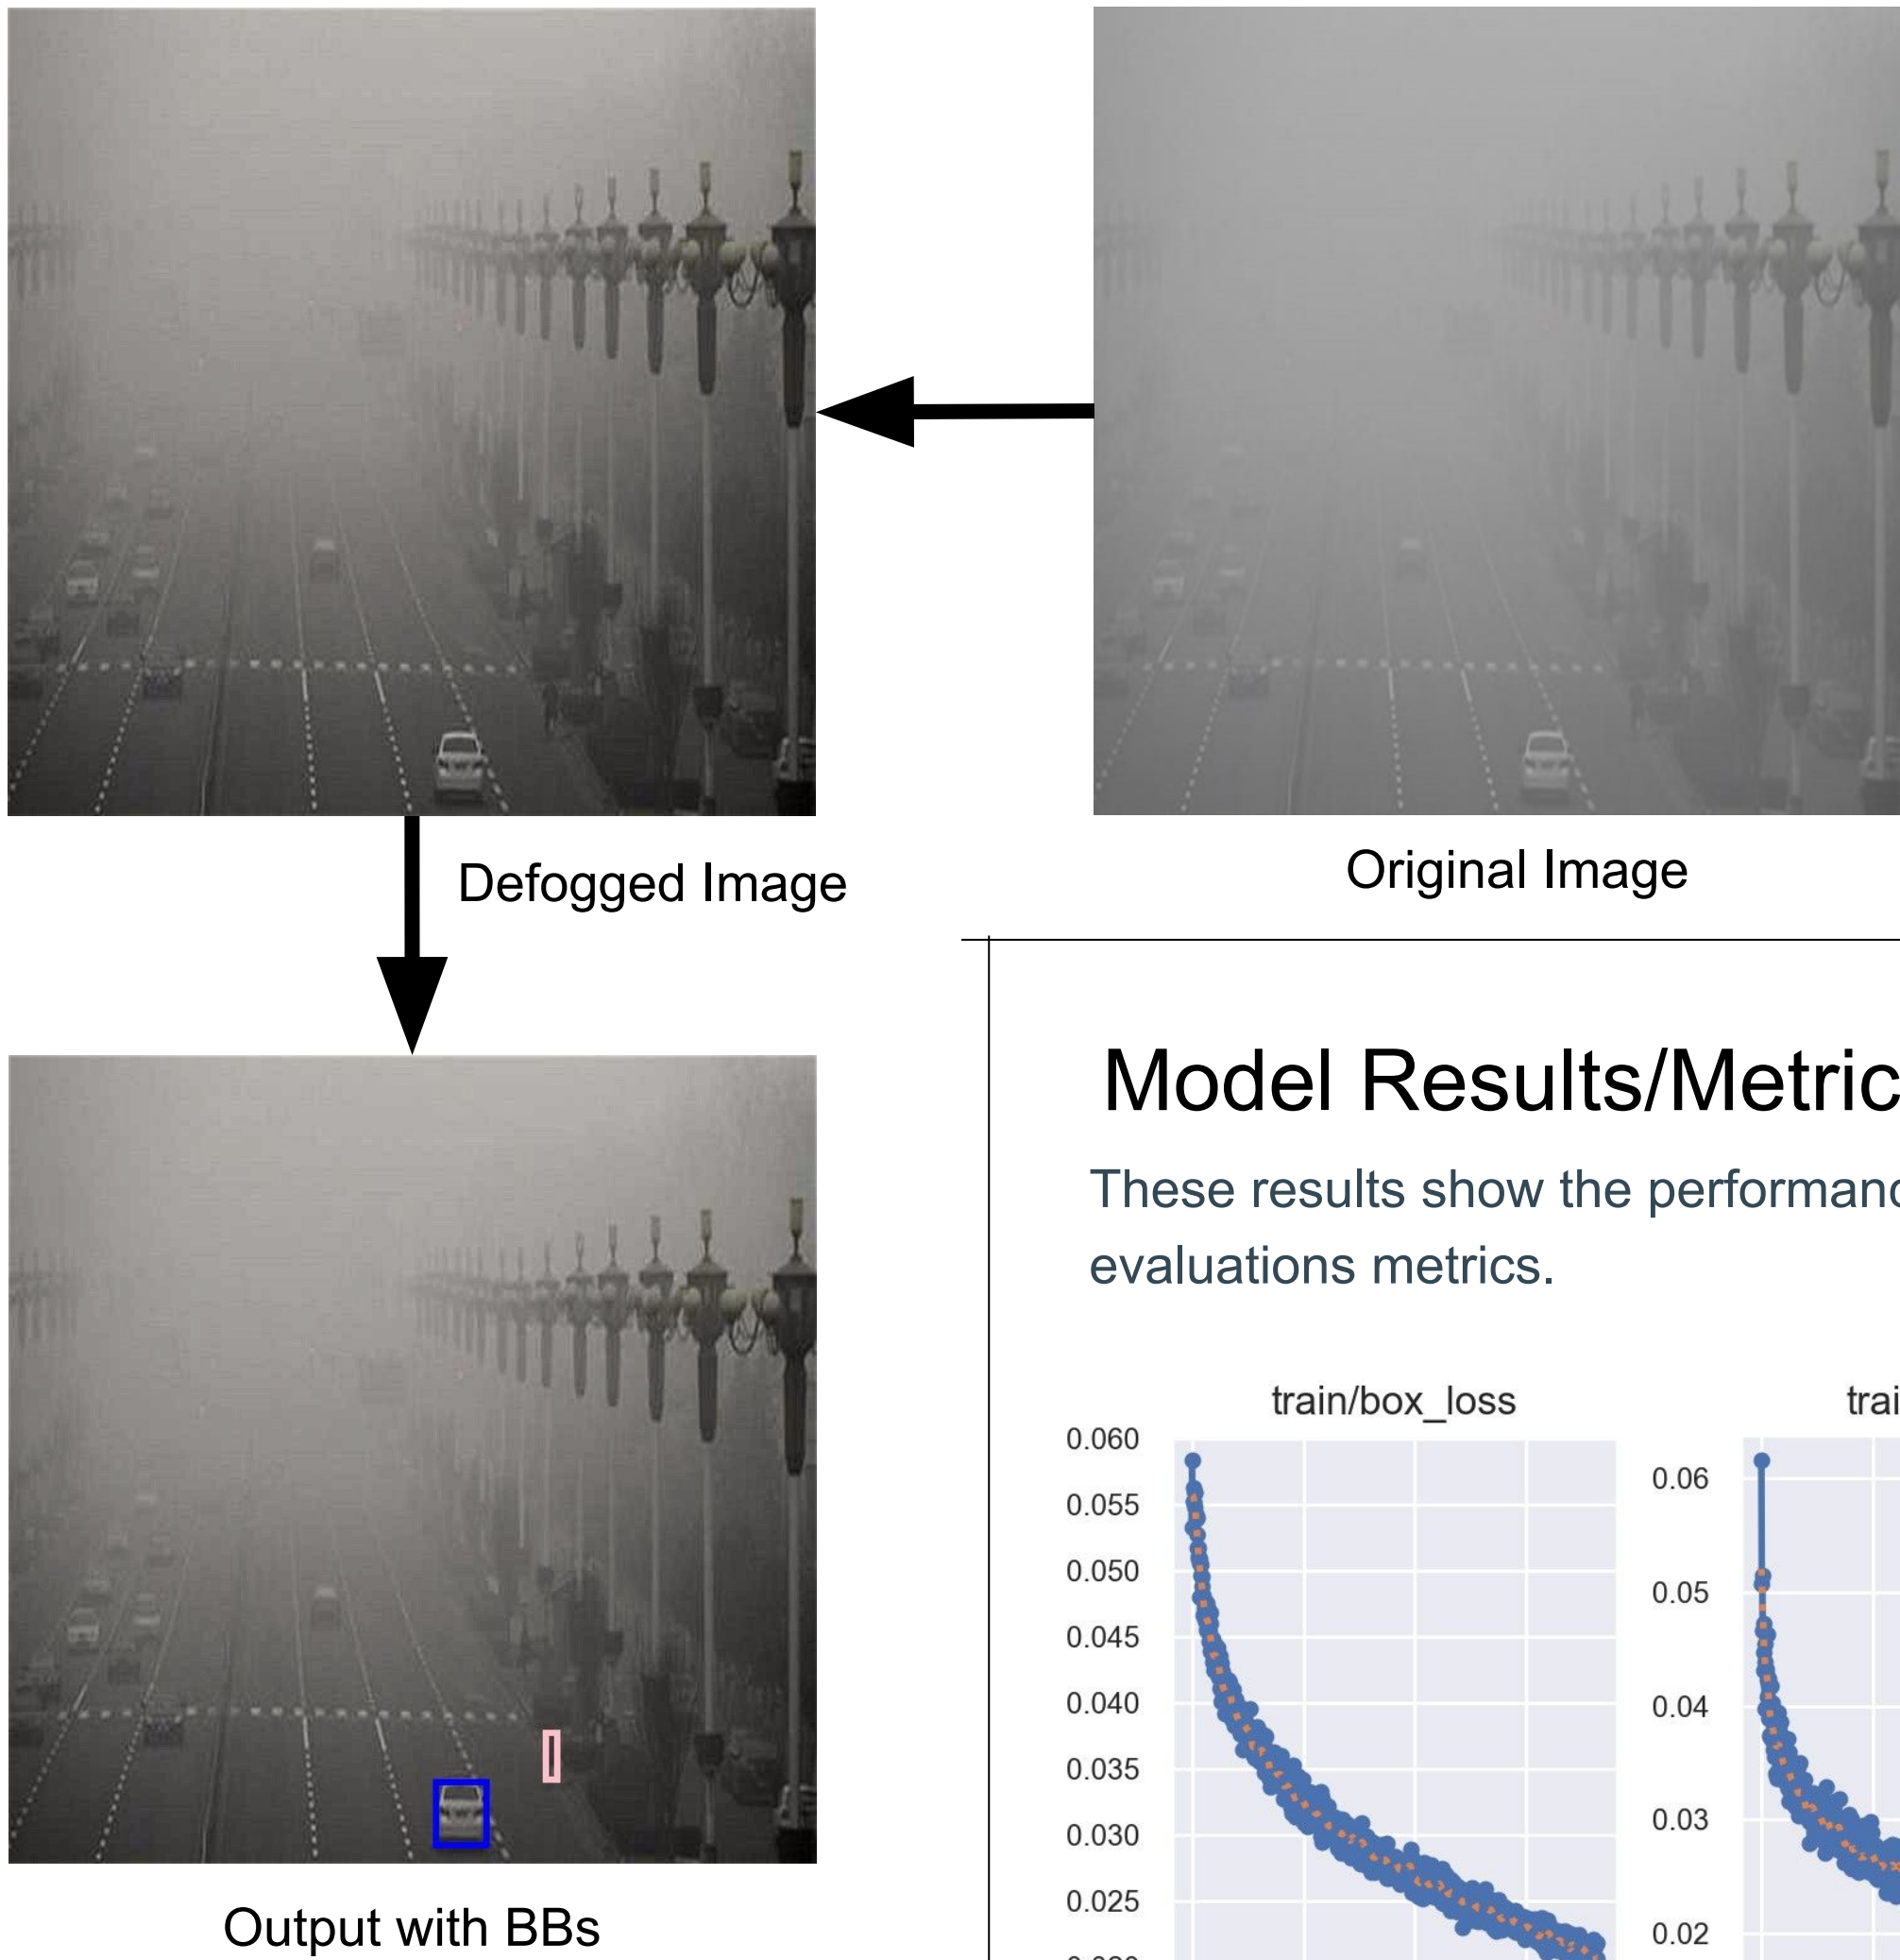 Defogged Image
Original Image
Output with BBs
Model Results/Metric
These results show the performanc
evaluations metrics.
train/box_loss
0.060
0.055
0.050
0.045
0.040
0.035
0.030
0.025
trai
0.06
0.05
0.04
0.03
0.02